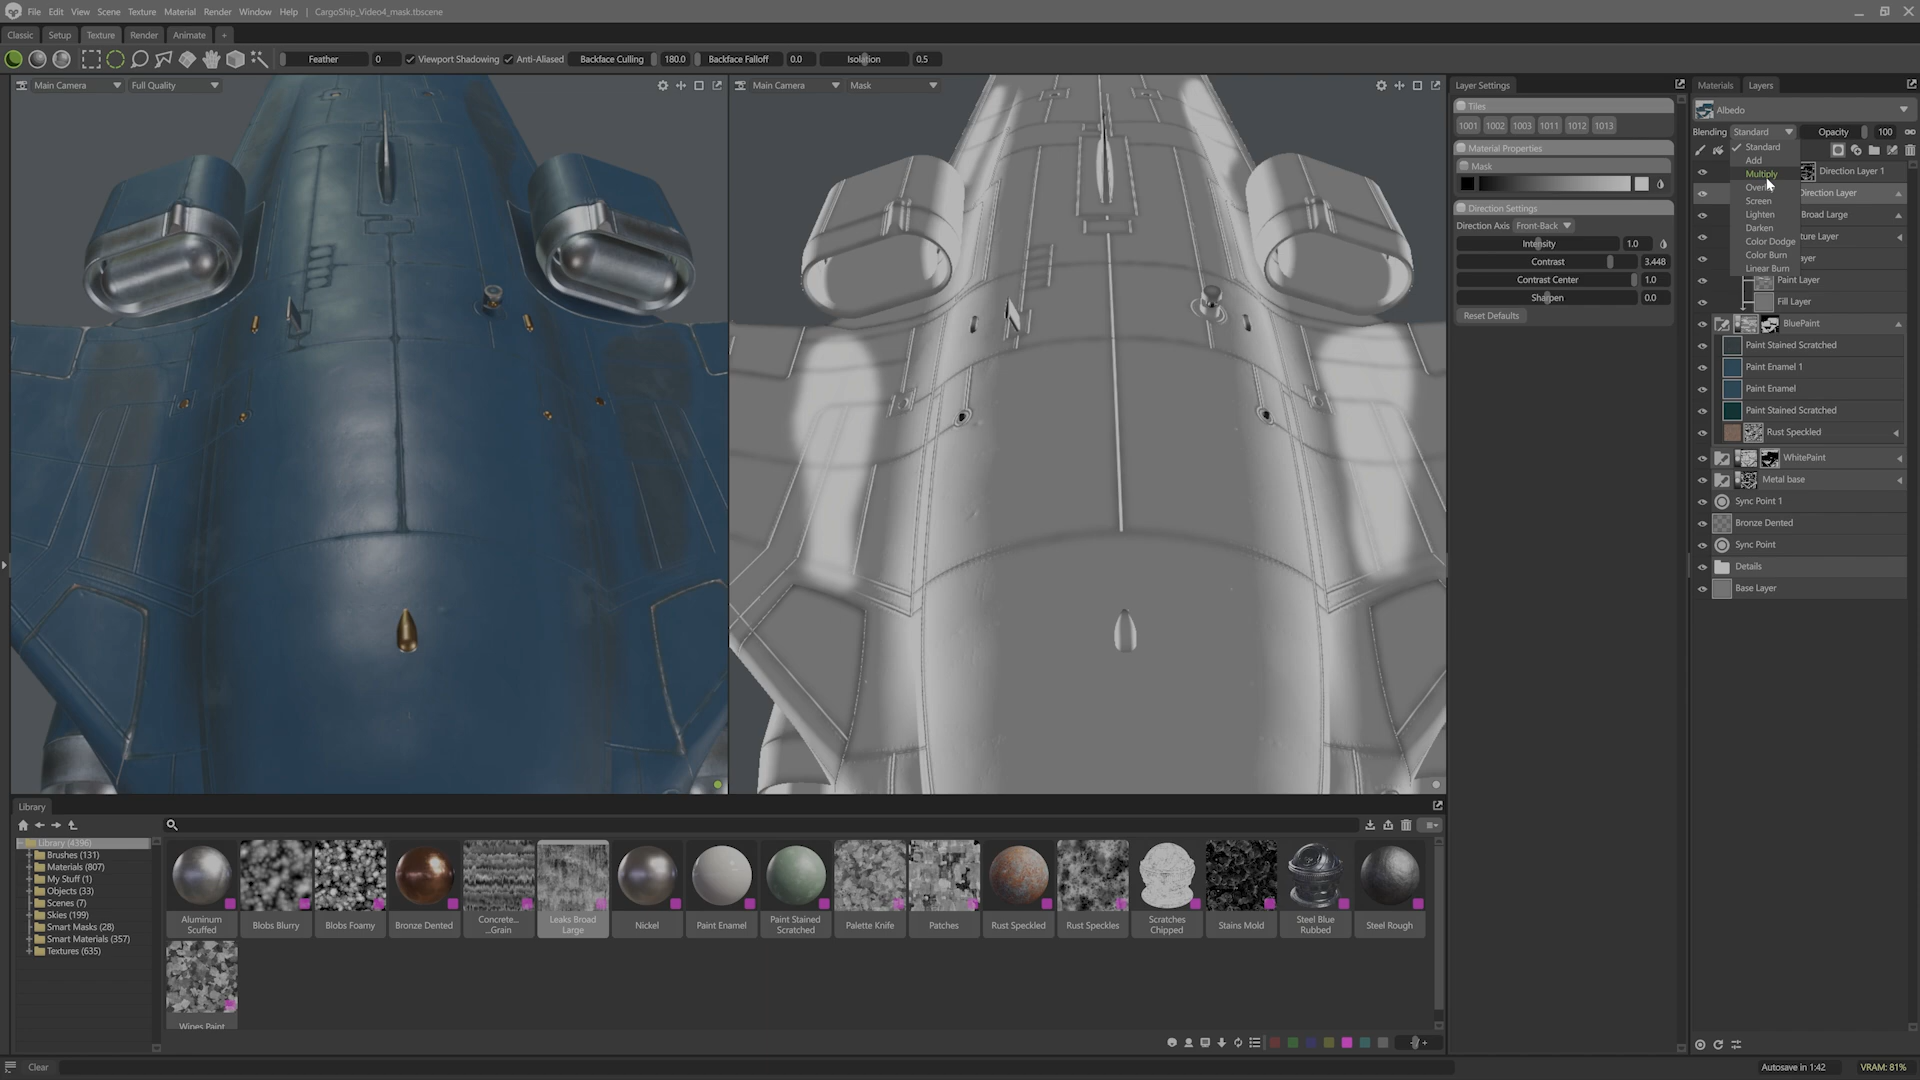 File Edit View Scene Texture Material Render Window Help | CargoShip_Video4_mask.tbscene
Classic Setup Texture Render Animate +
Feather 0 Viewport Shadowing Anti-Aliased Backface Culling 180.0 Backface Falloff 0.0 Isolation 0.5
Main Camera Full Quality
Main Camera Mask
Layer Settings
Tiles
1001 1002 1003 1011 1012 1013
Material Properties
Mask
Direction Settings
Direction Axis Front-Back
Intensity 1.0
Contrast 3.448
Contrast Center 1.0
Sharpen 0.0
Reset Defaults
Materials Layers
Albedo
Blending Standard Opacity 100
Standard
Add
Multiply
Screen
Lighten
Darken
Color Dodge
Color Burn
Linear Burn
Direction Layer 1
Direction Layer
Broad Large
ture Layer
ayer
Paint Layer
Fill Layer
BluePaint
Paint Stained Scratched
Paint Enamel 1
Paint Enamel
Paint Stained Scratched
Rust Speckled
WhitePaint
Metal base
Sync Point 1
Bronze Dented
Sync Point
Details
Base Layer
Library
Library (4396)
Brushes (131)
Materials (807)
My Stuff (1)
Objects (33)
Scenes (7)
Skies (199)
Smart Masks (28)
Smart Materials (357)
Textures (635)
Aluminum Scuffed
Blobs Blurry
Blobs Foamy
Bronze Dented
Concrete... ...Grain
Leaks Broad Large
Nickel
Paint Enamel
Paint Stained Scratched
Palette Knife
Patches
Rust Speckled
Rust Speckles
Scratches Chipped
Stains Mold
Steel Blue Rubbed
Steel Rough
Wipes Paint
Clear
Autosave in 1:42 VRAM: 81%